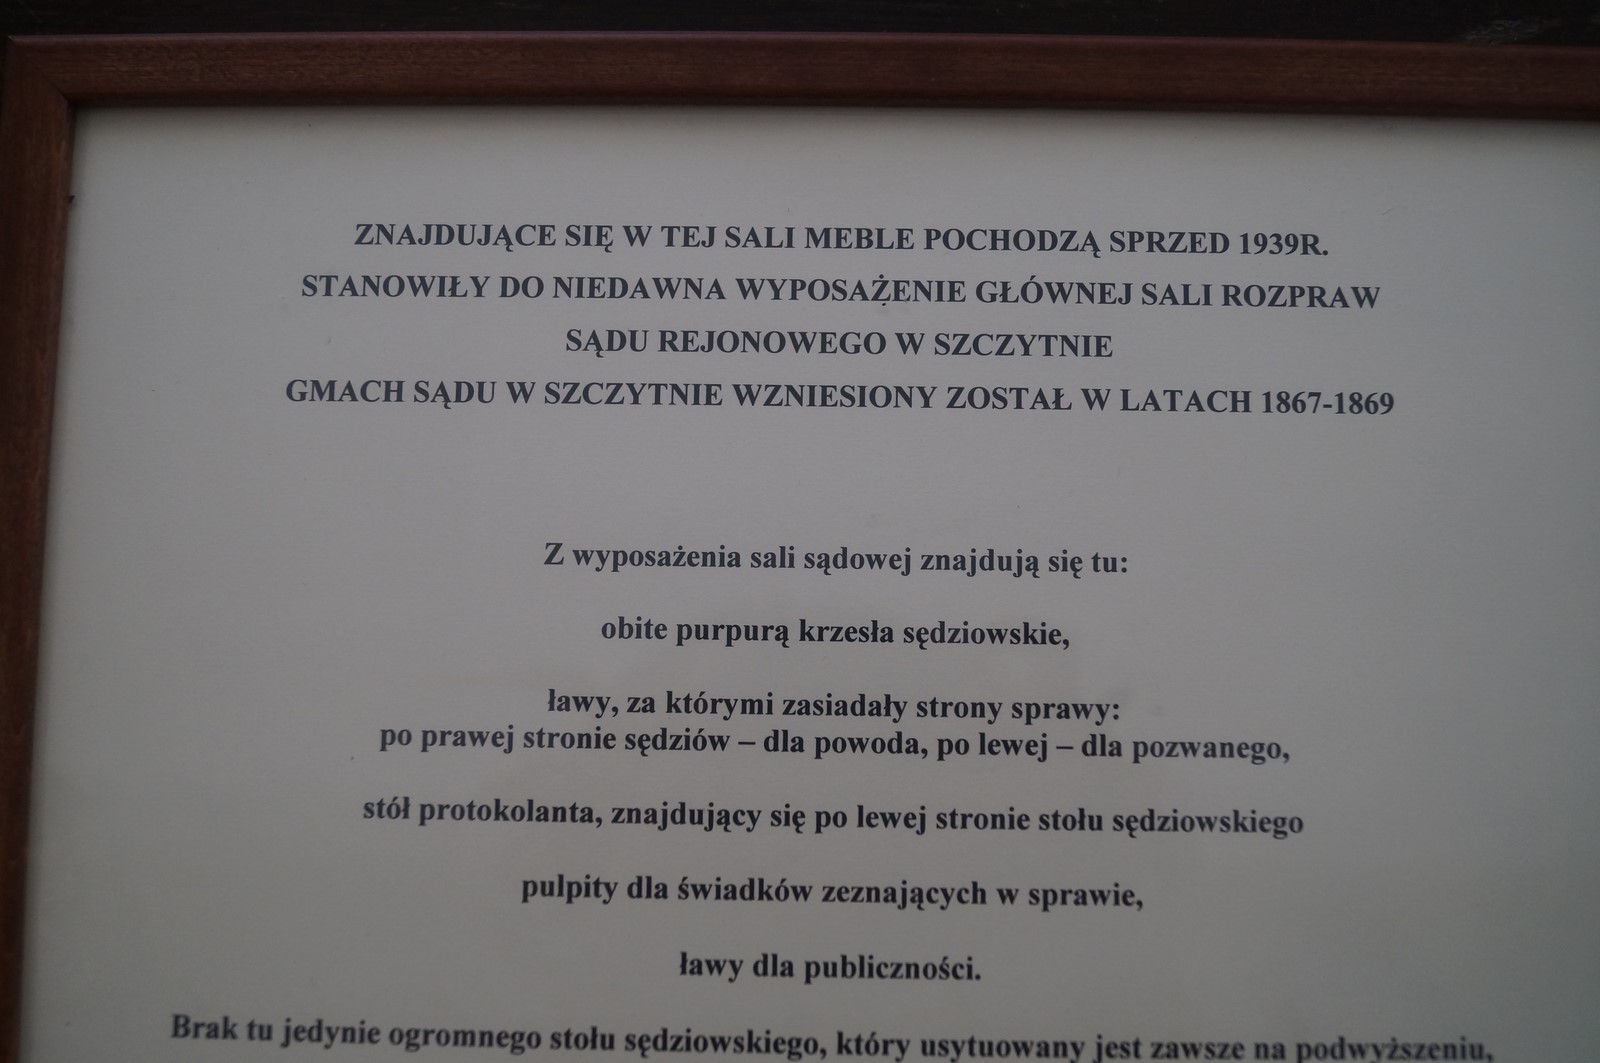 ZNAJDUJĄCE SIĘ W TEJ SALI MEBLE POCHODZĄ SPRZED 1939R.
STANOWIŁY DO NIEDAWNA WYPOSAŻENIE GŁÓWNEJ SALI ROZPRAW
SĄDU REJONOWEGO W SZCZYTNIE
GMACH SĄDU W SZCZYTNIE WZNIESIONY ZOSTAŁ W LATACH 1867-1869
Z wyposażenia sali sądowej znajdują się tu:
obite purpurą krzesła sędziowskie,
ławy, za którymi zasiadały strony sprawy:
po prawej stronie sędziów – dla powoda, po lewej – dla pozwanego,
stół protokolanta, znajdujący się po lewej stronie stołu sędziowskiego
pulpity dla świadków zeznających w sprawie,
ławy dla publiczności.
Brak tu jedynie ogromnego stołu sędziowskiego, który usytuowany jest zawsze na podwyższeniu,